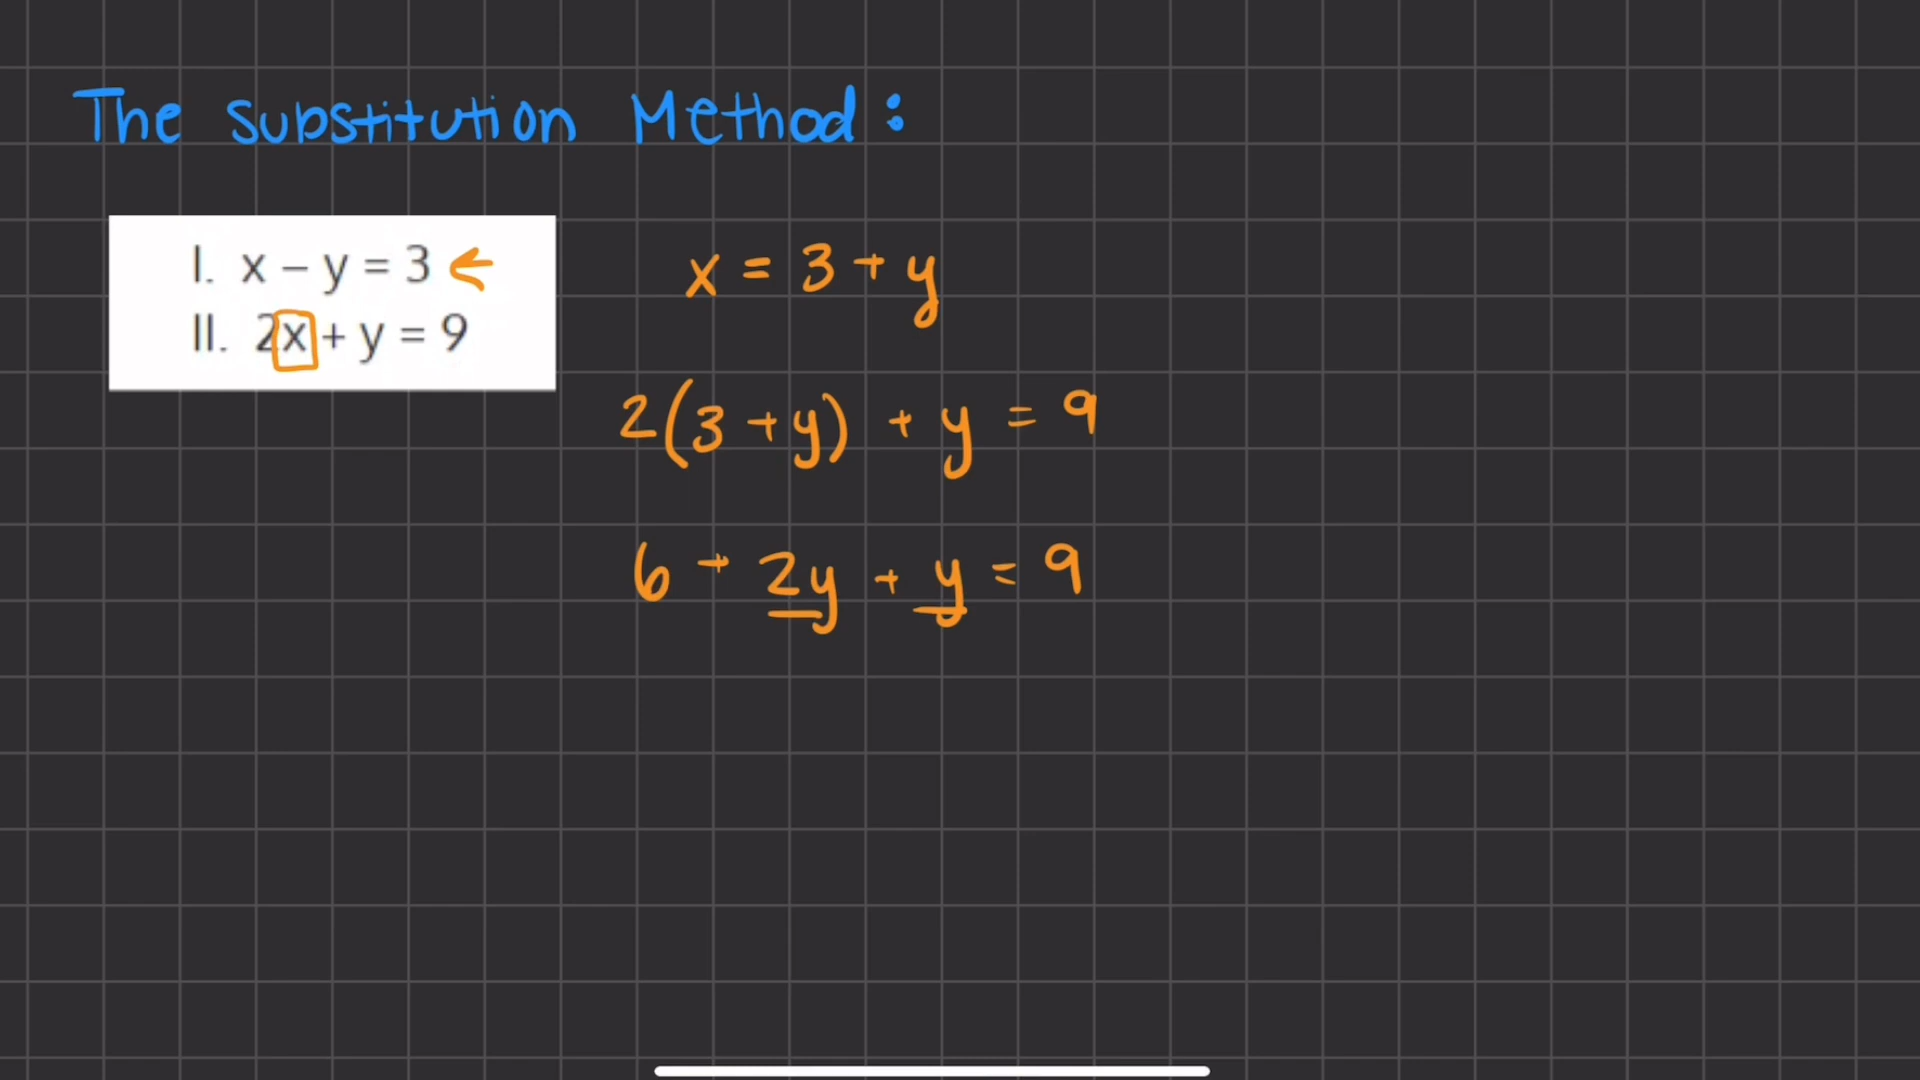 The Substitution Method:
I. x – y = 3 ←
II. 2x + y = 9
x = 3 + y
2(3 + y) + y = 9
6 + 2y + y = 9